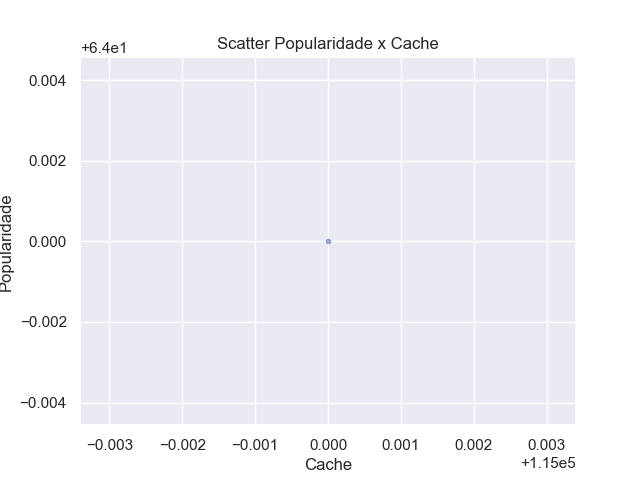 Scatter Popularidade x Cache
+6.4e1
0.004
0.002
0.000
−0.002
−0.004
Popularidade
−0.003 −0.002 −0.001 0.000 0.001 0.002 0.003
Cache
+1.15e5